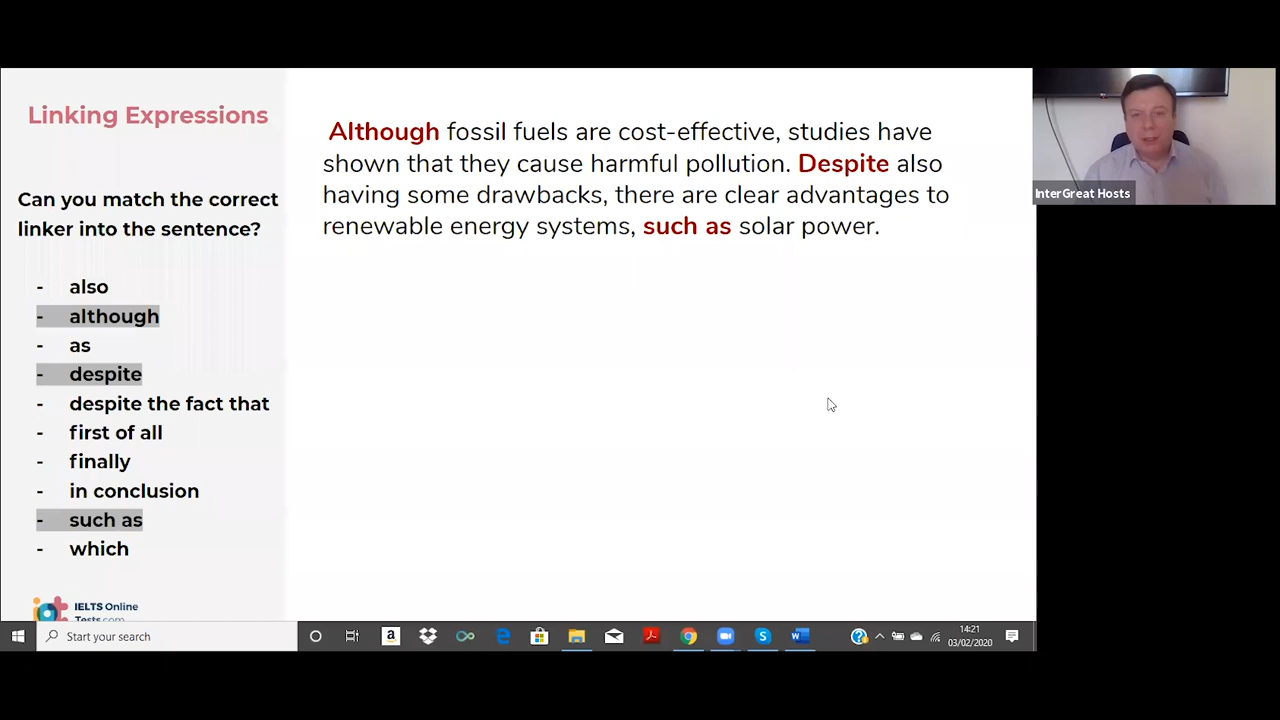 Linking Expressions
Can you match the correct
linker into the sentence?
- also
- although
- as
- despite
- despite the fact that
- first of all
- finally
- in conclusion
- such as
- which
IELTS Online
Tests.com
Although fossil fuels are cost-effective, studies have
shown that they cause harmful pollution. Despite also
having some drawbacks, there are clear advantages to
renewable energy systems, such as solar power.
InterGreat Hosts
Start your search
14:21
03/02/2020